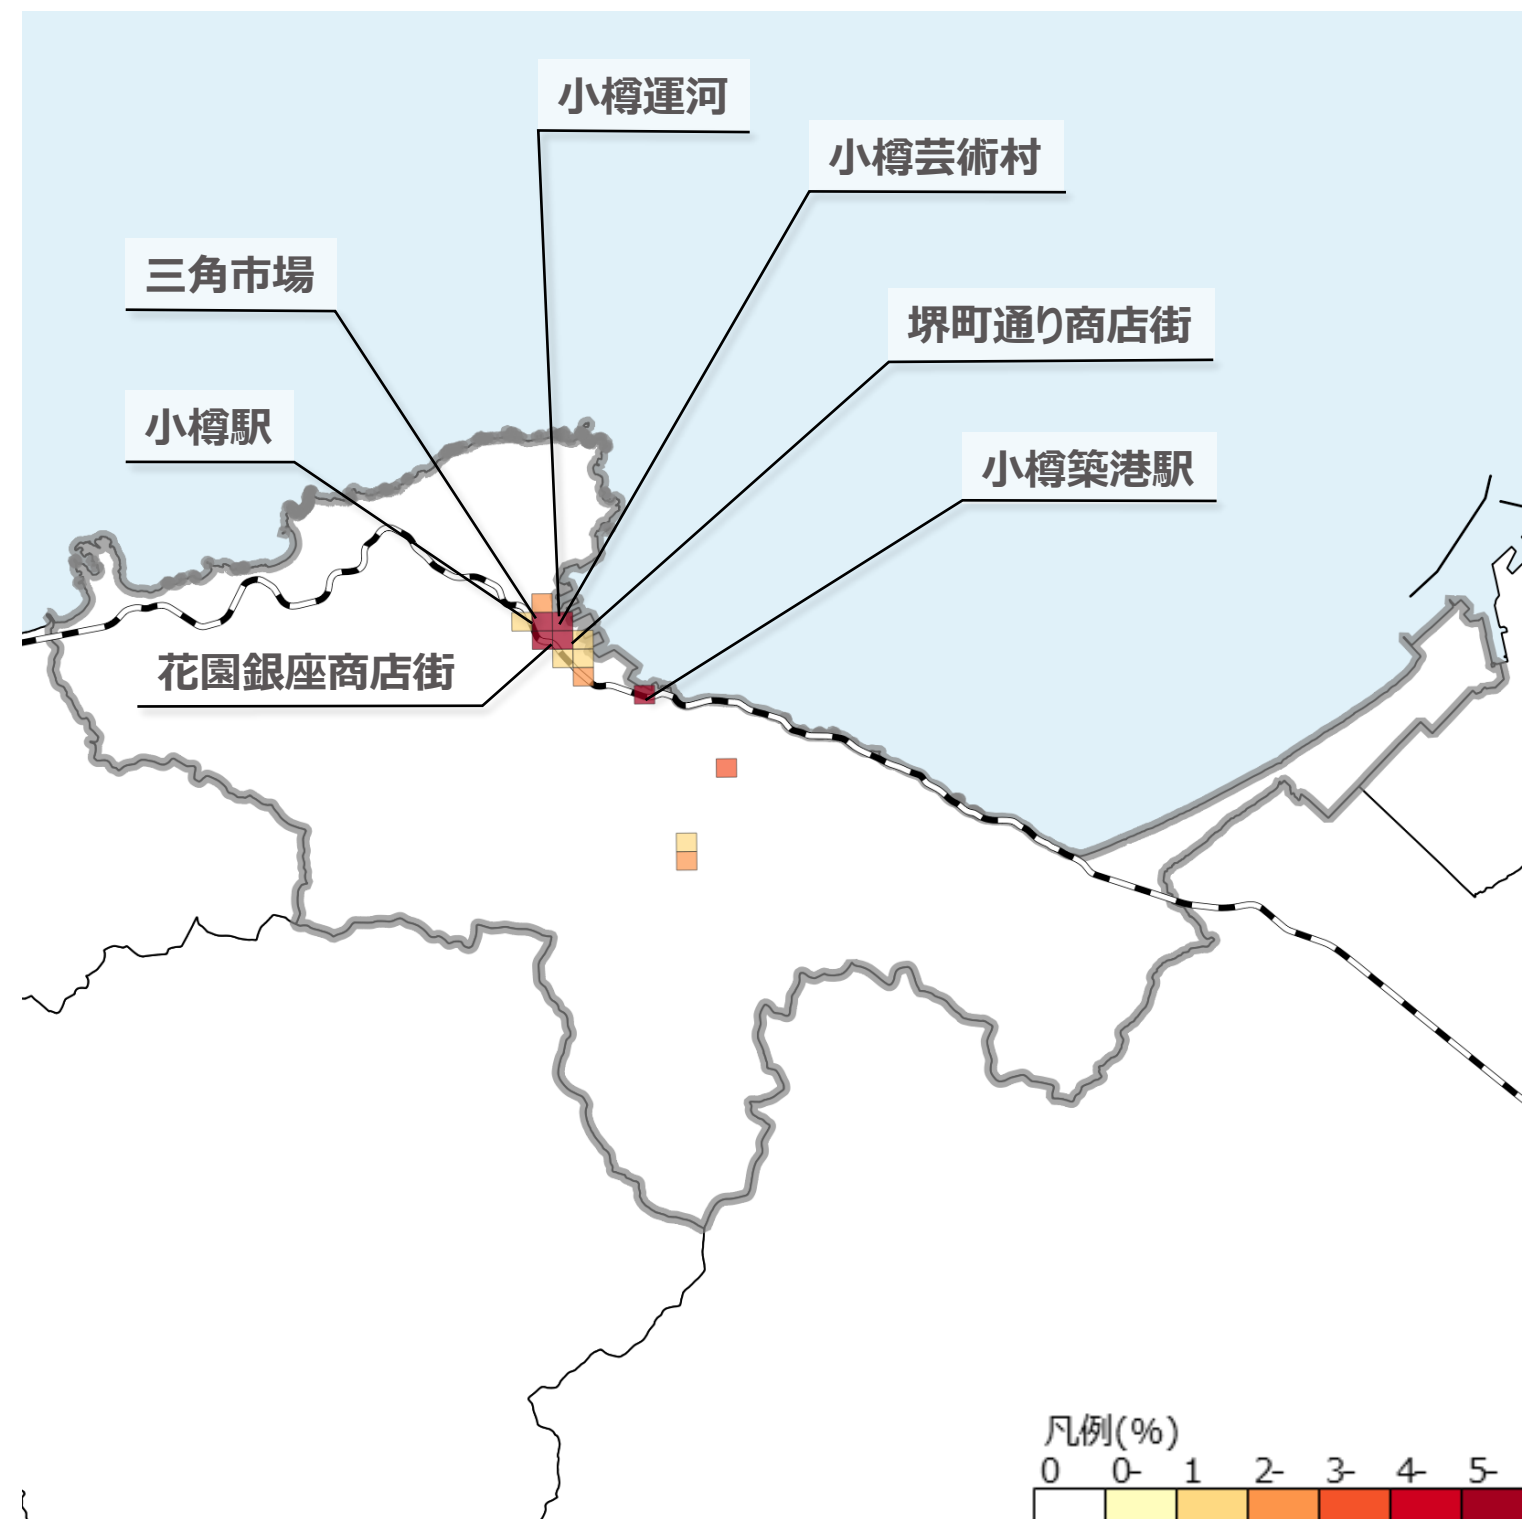 小樽運河
小樽芸術村
三角市場
堺町通り商店街
小樽駅
小樽築港駅
花園銀座商店街
凡例(%)
0 0- 1 2- 3- 4- 5-